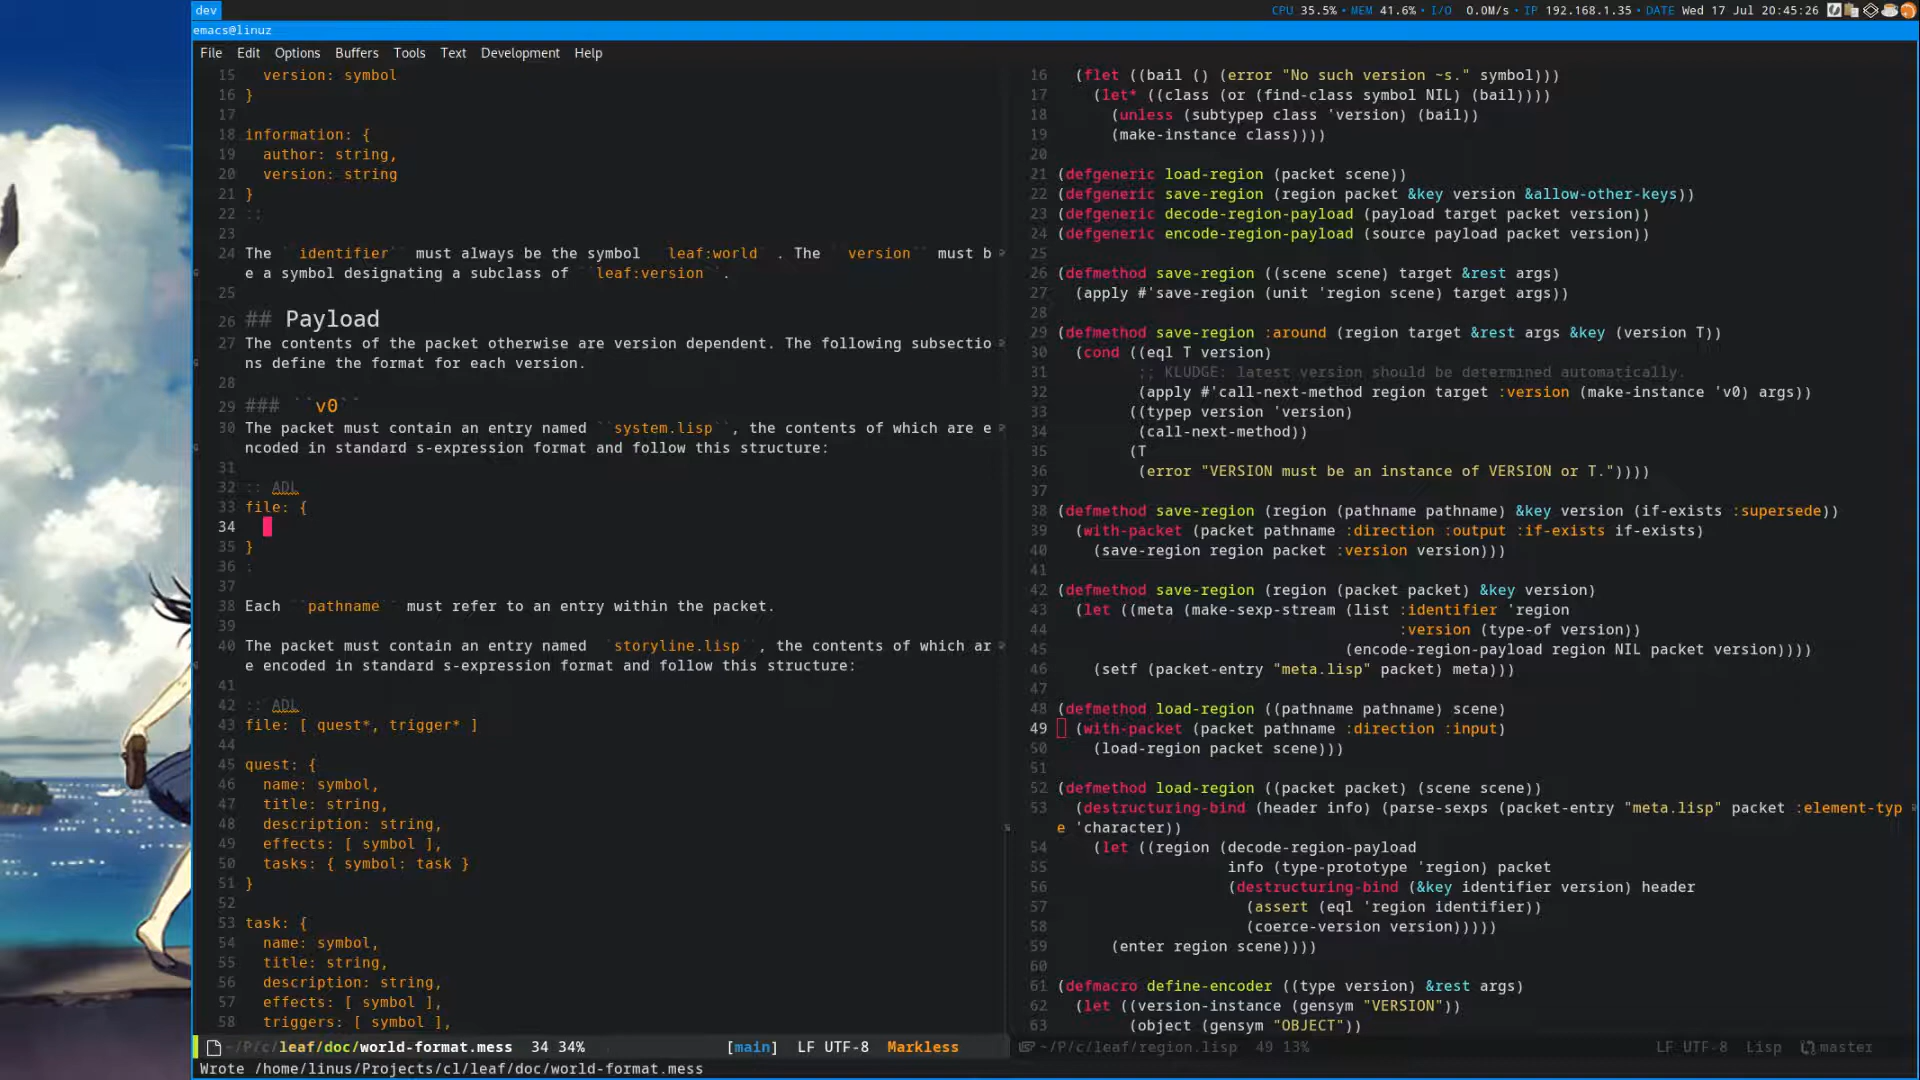 dev
CPU 35.5% • MEM 41.6% • I/O 0.0M/s • IP 192.168.1.35 • DATE Wed 17 Jul 20:45:26
emacs@linuz
File Edit Options Buffers Tools Text Development Help
15 version: symbol
16 }
17
18 information: {
19 author: string,
20 version: string
21 }
22 ::
23
24 The ``identifier`` must always be the symbol ``leaf:world``. The ``version`` must b
e a symbol designating a subclass of ``leaf:version``.
25
26 ## Payload
27 The contents of the packet otherwise are version dependent. The following subsectio
ns define the format for each version.
28
29 ### ``v0``
30 The packet must contain an entry named ``system.lisp``, the contents of which are e
ncoded in standard s-expression format and follow this structure:
31
32 :: ADL
33 file: {
34
35 }
36 :
37
38 Each ``pathname`` must refer to an entry within the packet.
39
40 The packet must contain an entry named ``storyline.lisp``, the contents of which ar
e encoded in standard s-expression format and follow this structure:
41
42 :: ADL
43 file: [ quest*, trigger* ]
44
45 quest: {
46 name: symbol,
47 title: string,
48 description: string,
49 effects: [ symbol ],
50 tasks: { symbol: task }
51 }
52
53 task: {
54 name: symbol,
55 title: string,
56 description: string,
57 effects: [ symbol ],
58 triggers: [ symbol ],
~/P/c/leaf/doc/world-format.mess 34 34% [main] LF UTF-8 Markless
16 (flet ((bail () (error "No such version ~s." symbol)))
17 (let* ((class (or (find-class symbol NIL) (bail))))
18 (unless (subtypep class 'version) (bail))
19 (make-instance class))))
20
21 (defgeneric load-region (packet scene))
22 (defgeneric save-region (region packet &key version &allow-other-keys))
23 (defgeneric decode-region-payload (payload target packet version))
24 (defgeneric encode-region-payload (source payload packet version))
25
26 (defmethod save-region ((scene scene) target &rest args)
27 (apply #'save-region (unit 'region scene) target args))
28
29 (defmethod save-region :around (region target &rest args &key (version T))
30 (cond ((eql T version)
31 ;; KLUDGE: latest version should be determined automatically.
32 (apply #'call-next-method region target :version (make-instance 'v0) args))
33 ((typep version 'version)
34 (call-next-method))
35 (T
36 (error "VERSION must be an instance of VERSION or T."))))
37
38 (defmethod save-region (region (pathname pathname) &key version (if-exists :supersede))
39 (with-packet (packet pathname :direction :output :if-exists if-exists)
40 (save-region region packet :version version)))
41
42 (defmethod save-region (region (packet packet) &key version)
43 (let ((meta (make-sexp-stream (list :identifier 'region
44 :version (type-of version))
45 (encode-region-payload region NIL packet version))))
46 (setf (packet-entry "meta.lisp" packet) meta)))
47
48 (defmethod load-region ((pathname pathname) scene)
49 (with-packet (packet pathname :direction :input)
50 (load-region packet scene)))
51
52 (defmethod load-region ((packet packet) (scene scene))
53 (destructuring-bind (header info) (parse-sexps (packet-entry "meta.lisp" packet :element-typ
e 'character))
54 (let ((region (decode-region-payload
55 info (type-prototype 'region) packet
56 (destructuring-bind (&key identifier version) header
57 (assert (eql 'region identifier))
58 (coerce-version version)))))
59 (enter region scene))))
60
61 (defmacro define-encoder ((type version) &rest args)
62 (let ((version-instance (gensym "VERSION"))
63 (object (gensym "OBJECT"))
~/P/c/leaf/region.lisp 49 13% LF UTF-8 Lisp master
Wrote /home/linus/Projects/cl/leaf/doc/world-format.mess